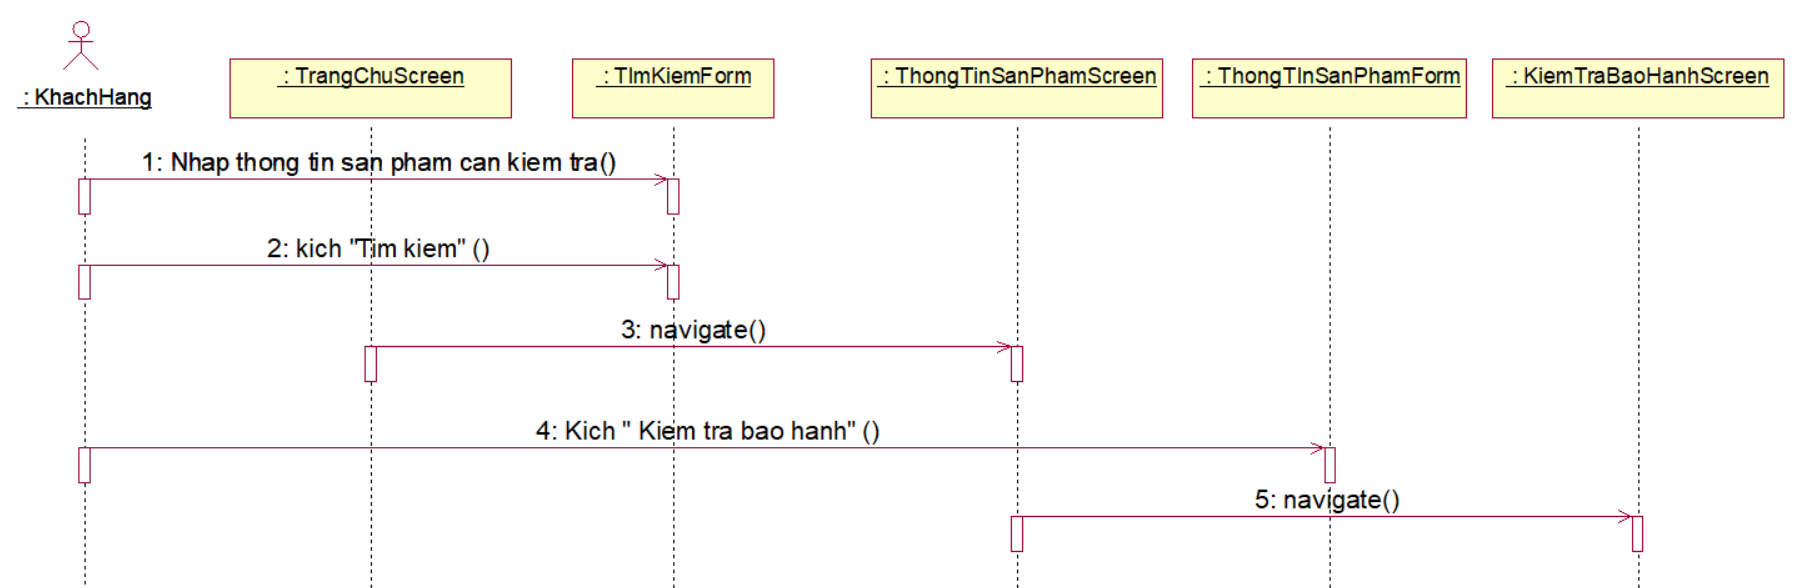 : KhachHang
: TrangChuScreen
: TImKiemForm
: ThongTinSanPhamScreen
: ThongTInSanPhamForm
: KiemTraBaoHanhScreen
1: Nhap thong tin san pham can kiem tra()
2: kich "Tim kiem" ()
3: navigate()
4: Kich " Kiem tra bao hanh" ()
5: navigate()